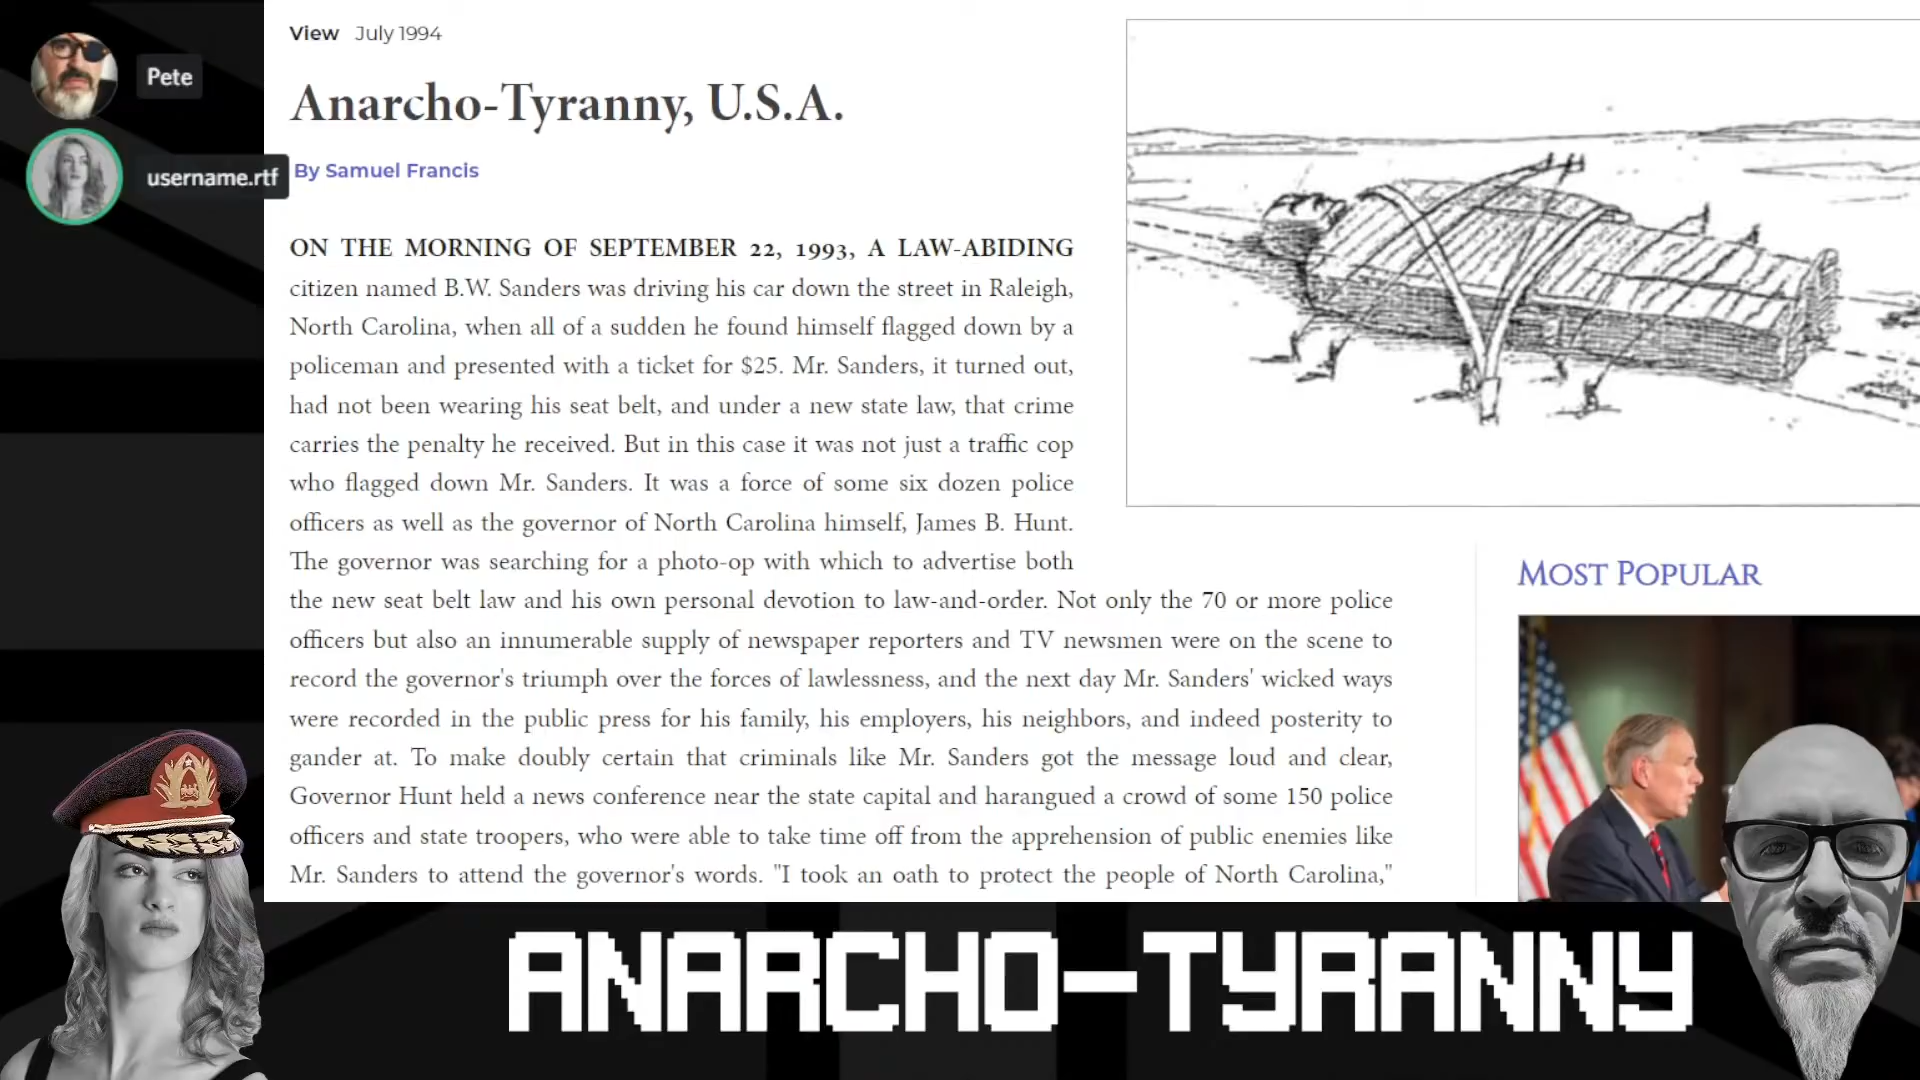 View July 1994
Pete
Anarcho-Tyranny, U.S.A.
username.rtf
By Samuel Francis
ON THE MORNING OF SEPTEMBER 22, 1993, A LAW-ABIDING
citizen named B.W. Sanders was driving his car down the street in Raleigh,
North Carolina, when all of a sudden he found himself flagged down by a
policeman and presented with a ticket for $25. Mr. Sanders, it turned out,
had not been wearing his seat belt, and under a new state law, that crime
carries the penalty he received. But in this case it was not just a traffic cop
who flagged down Mr. Sanders. It was a force of some six dozen police
officers as well as the governor of North Carolina himself, James B. Hunt.
The governor was searching for a photo-op with which to advertise both
the new seat belt law and his own personal devotion to law-and-order. Not only the 70 or more police
officers but also an innumerable supply of newspaper reporters and TV newsmen were on the scene to
record the governor's triumph over the forces of lawlessness, and the next day Mr. Sanders' wicked ways
were recorded in the public press for his family, his employers, his neighbors, and indeed posterity to
gander at. To make doubly certain that criminals like Mr. Sanders got the message loud and clear,
Governor Hunt held a news conference near the state capital and harangued a crowd of some 150 police
officers and state troopers, who were able to take time off from the apprehension of public enemies like
Mr. Sanders to attend the governor's words. "I took an oath to protect the people of North Carolina,"
MOST POPULAR
ANARCHO-TYRANNY